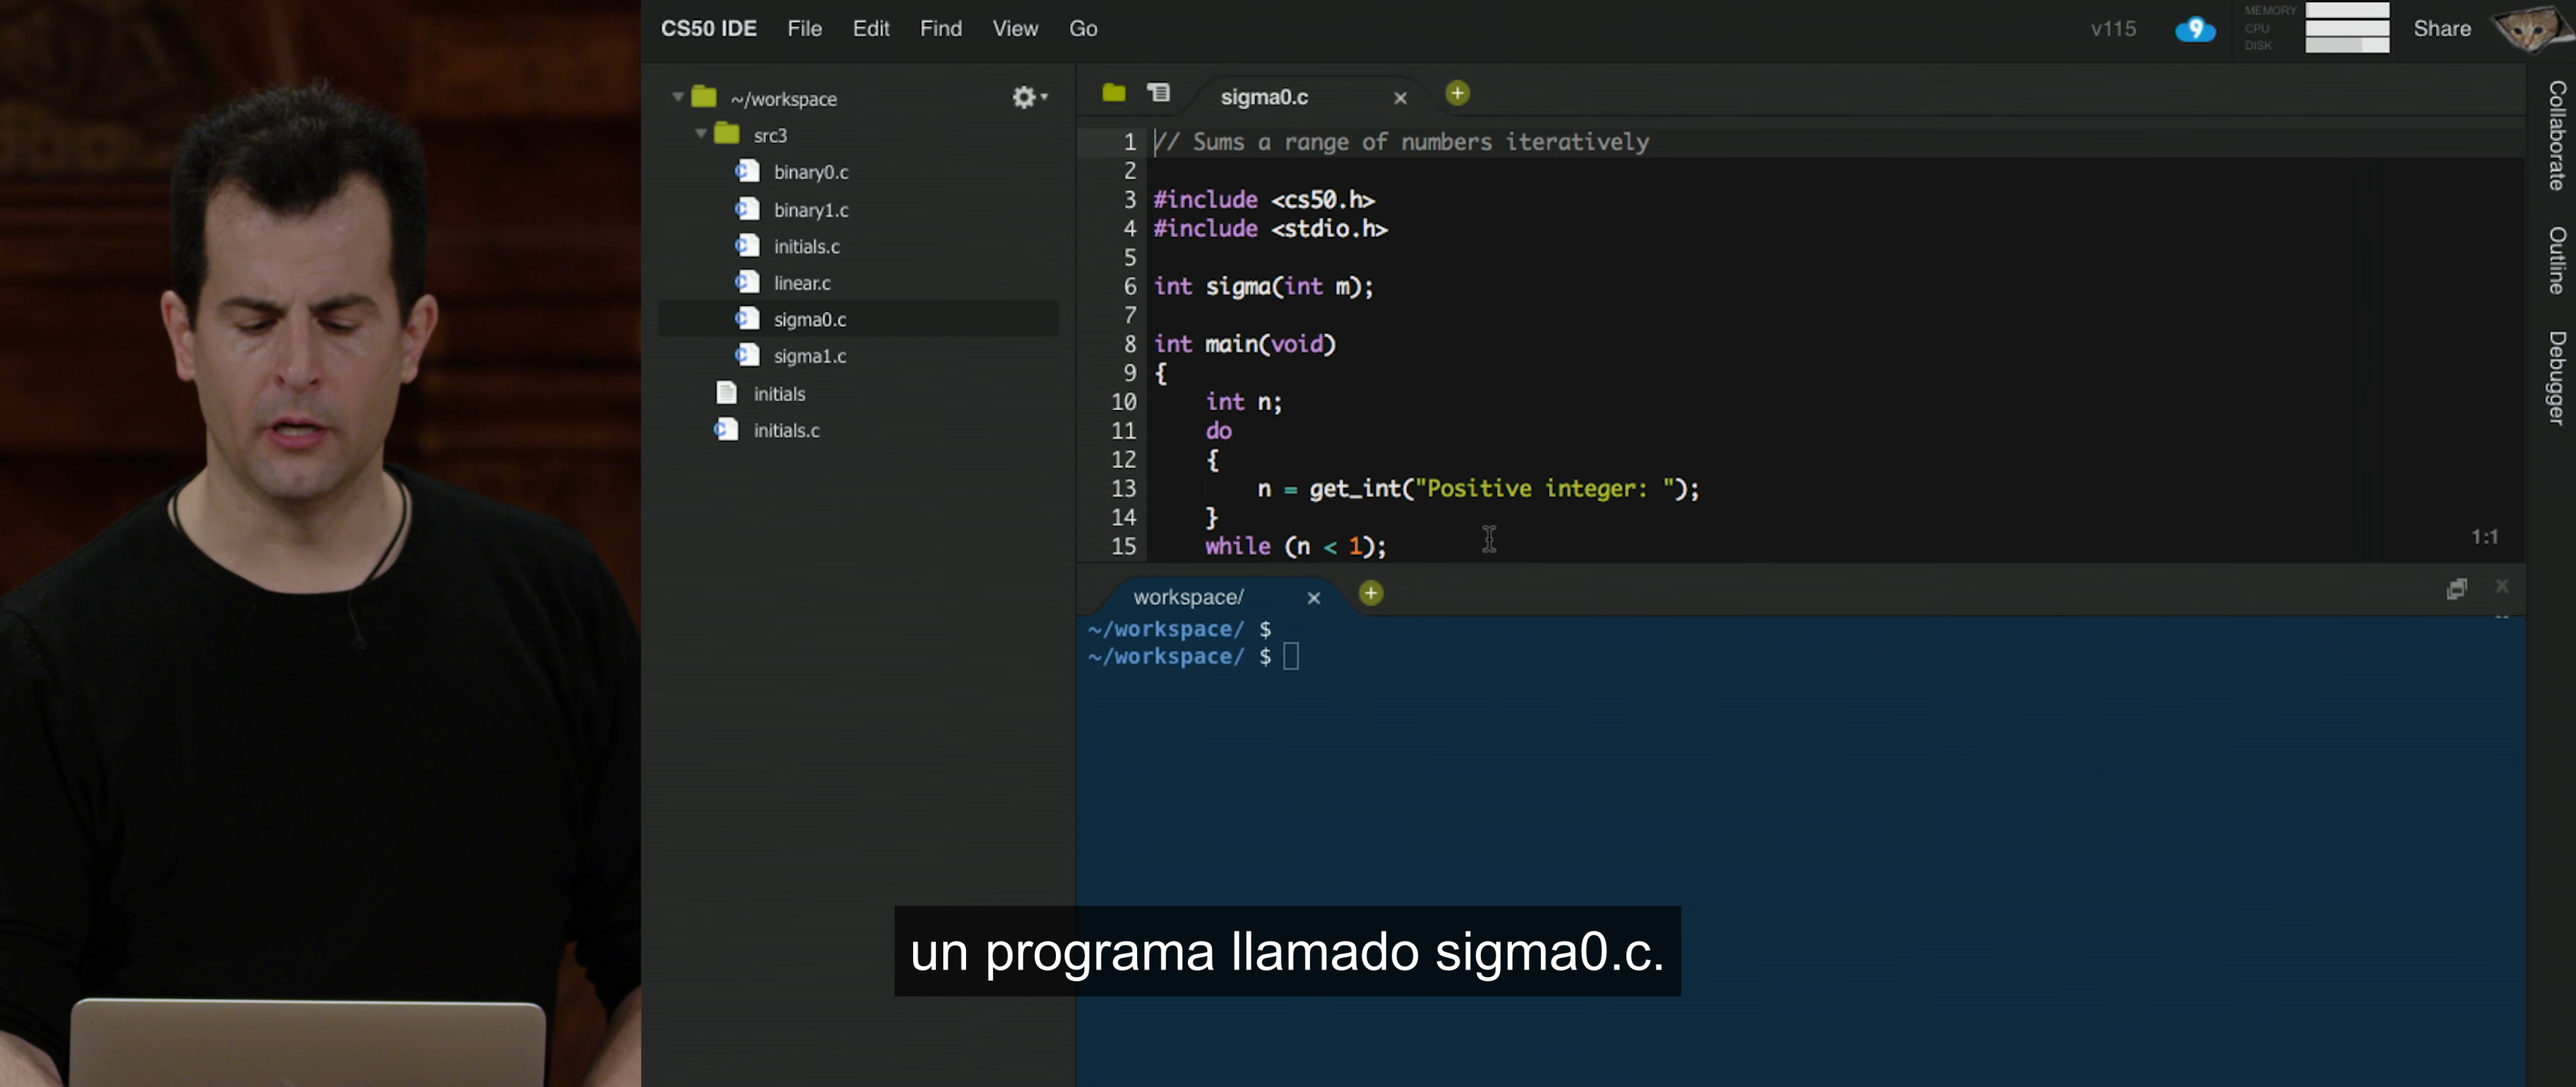 CS50 IDE File Edit Find View Go
v115
9
MEMORY
CPU
DISK
Share
~/workspace
src3
binary0.c
binary1.c
initials.c
linear.c
sigma0.c
sigma1.c
initials
initials.c
sigma0.c
1 // Sums a range of numbers iteratively
2
3 #include <cs50.h>
4 #include <stdio.h>
5
6 int sigma(int m);
7
8 int main(void)
9 {
10 int n;
11 do
12 {
13 n = get_int("Positive integer: ");
14 }
15 while (n < 1);
1:1
Collaborate
Outline
Debugger
workspace/
~/workspace/ $
~/workspace/ $
un programa llamado sigma0.c.